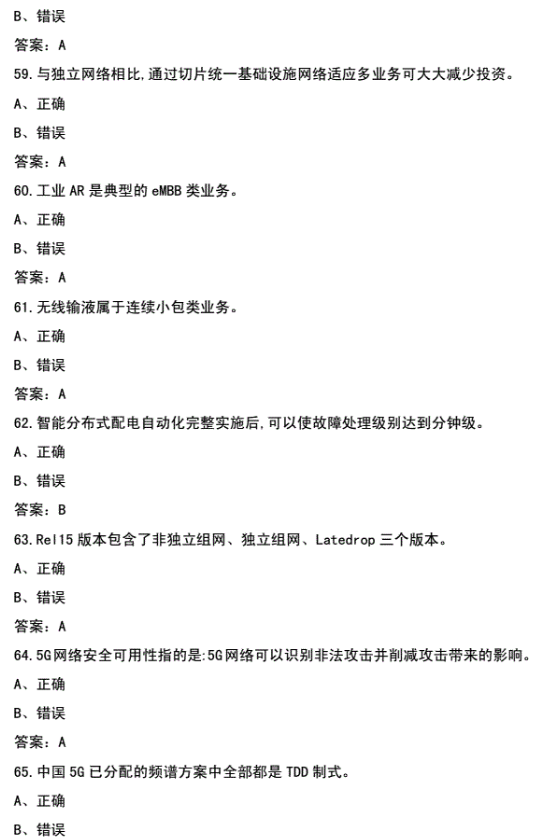 B、错误
答案：A
59.与独立网络相比,通过切片统一基础设施网络适应多业务可大大减少投资。
A、正确
B、错误
答案：A
60.工业 AR 是典型的 eMBB 类业务。
A、正确
B、错误
答案：A
61.无线输液属于连续小包类业务。
A、正确
B、错误
答案：A
62.智能分布式配电自动化完整实施后,可以使故障处理级别达到分钟级。
A、正确
B、错误
答案：B
63.Rel15 版本包含了非独立组网、独立组网、Latedrop 三个版本。
A、正确
B、错误
答案：A
64.5G网络安全可用性指的是:5G网络可以识别非法攻击并削减攻击带来的影响。
A、正确
B、错误
答案：A
65.中国 5G 已分配的频谱方案中全部都是 TDD 制式。
A、正确
B、错误